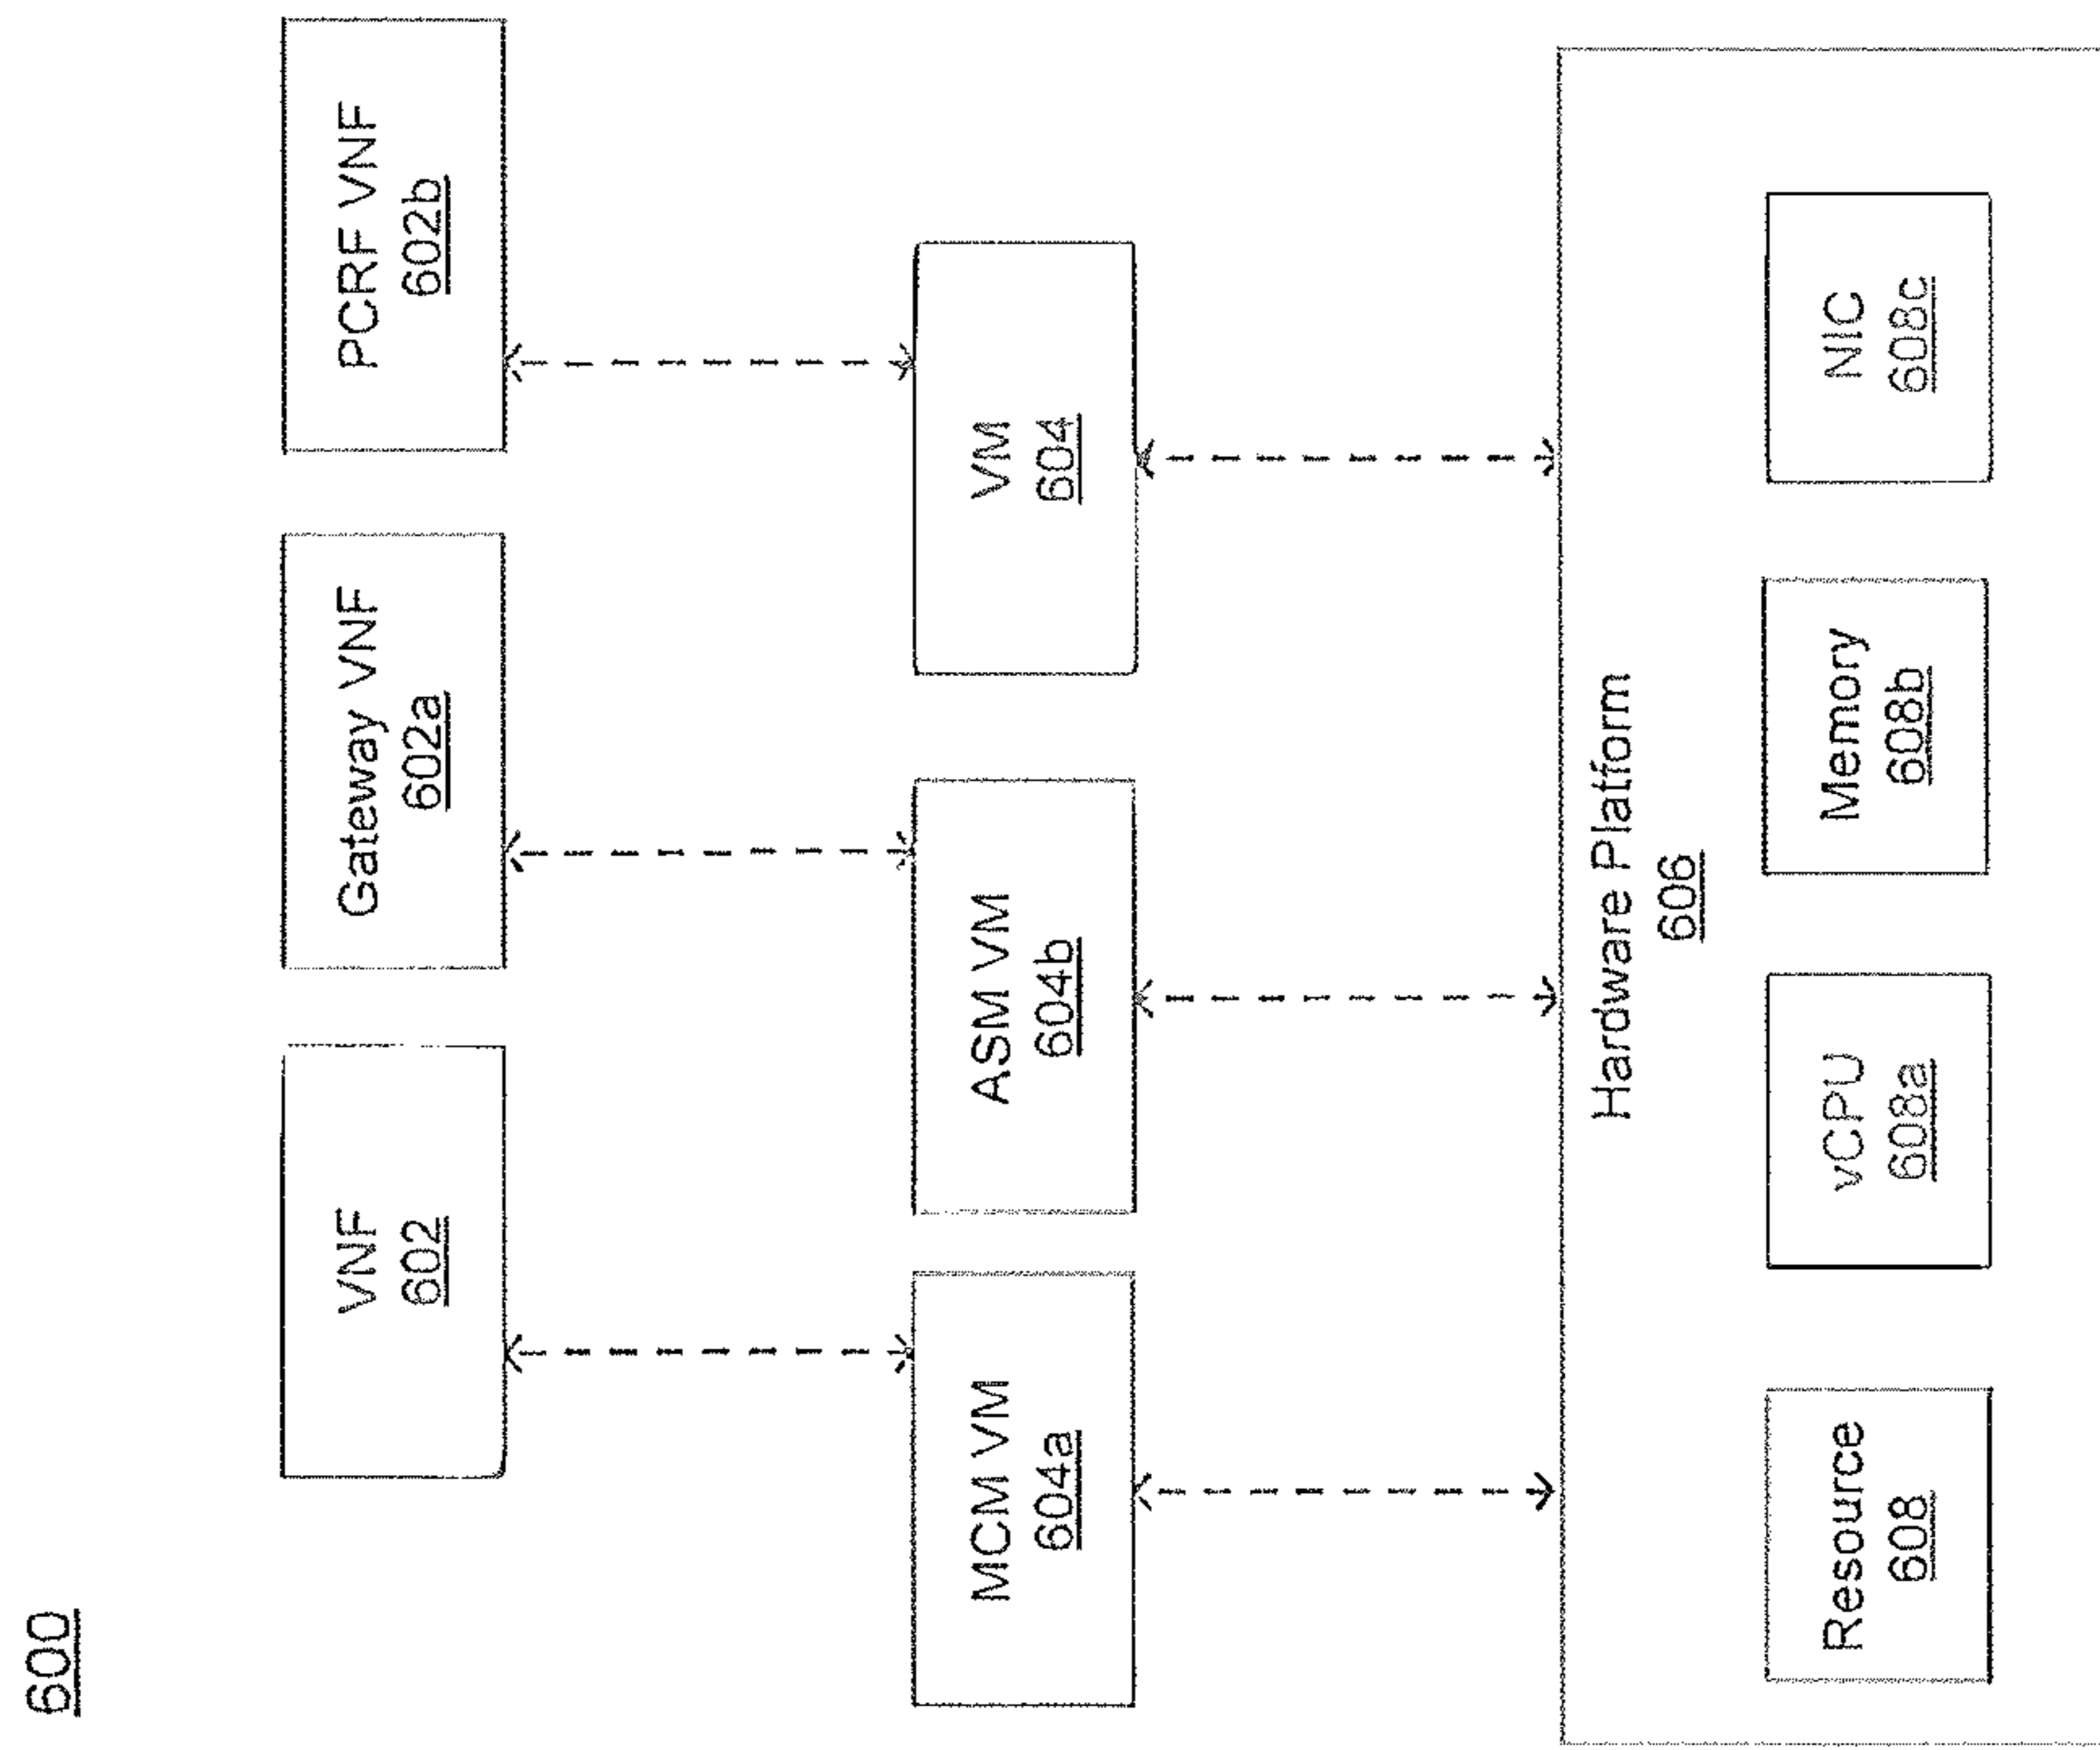 600
VNF
602
Gateway VNF
602a
PCRF VNF
602b
MCM VM
604a
ASM VM
604b
VM
604
Hardware Platform
606
Resource
608
vCPU
608a
Memory
608b
NIC
608c